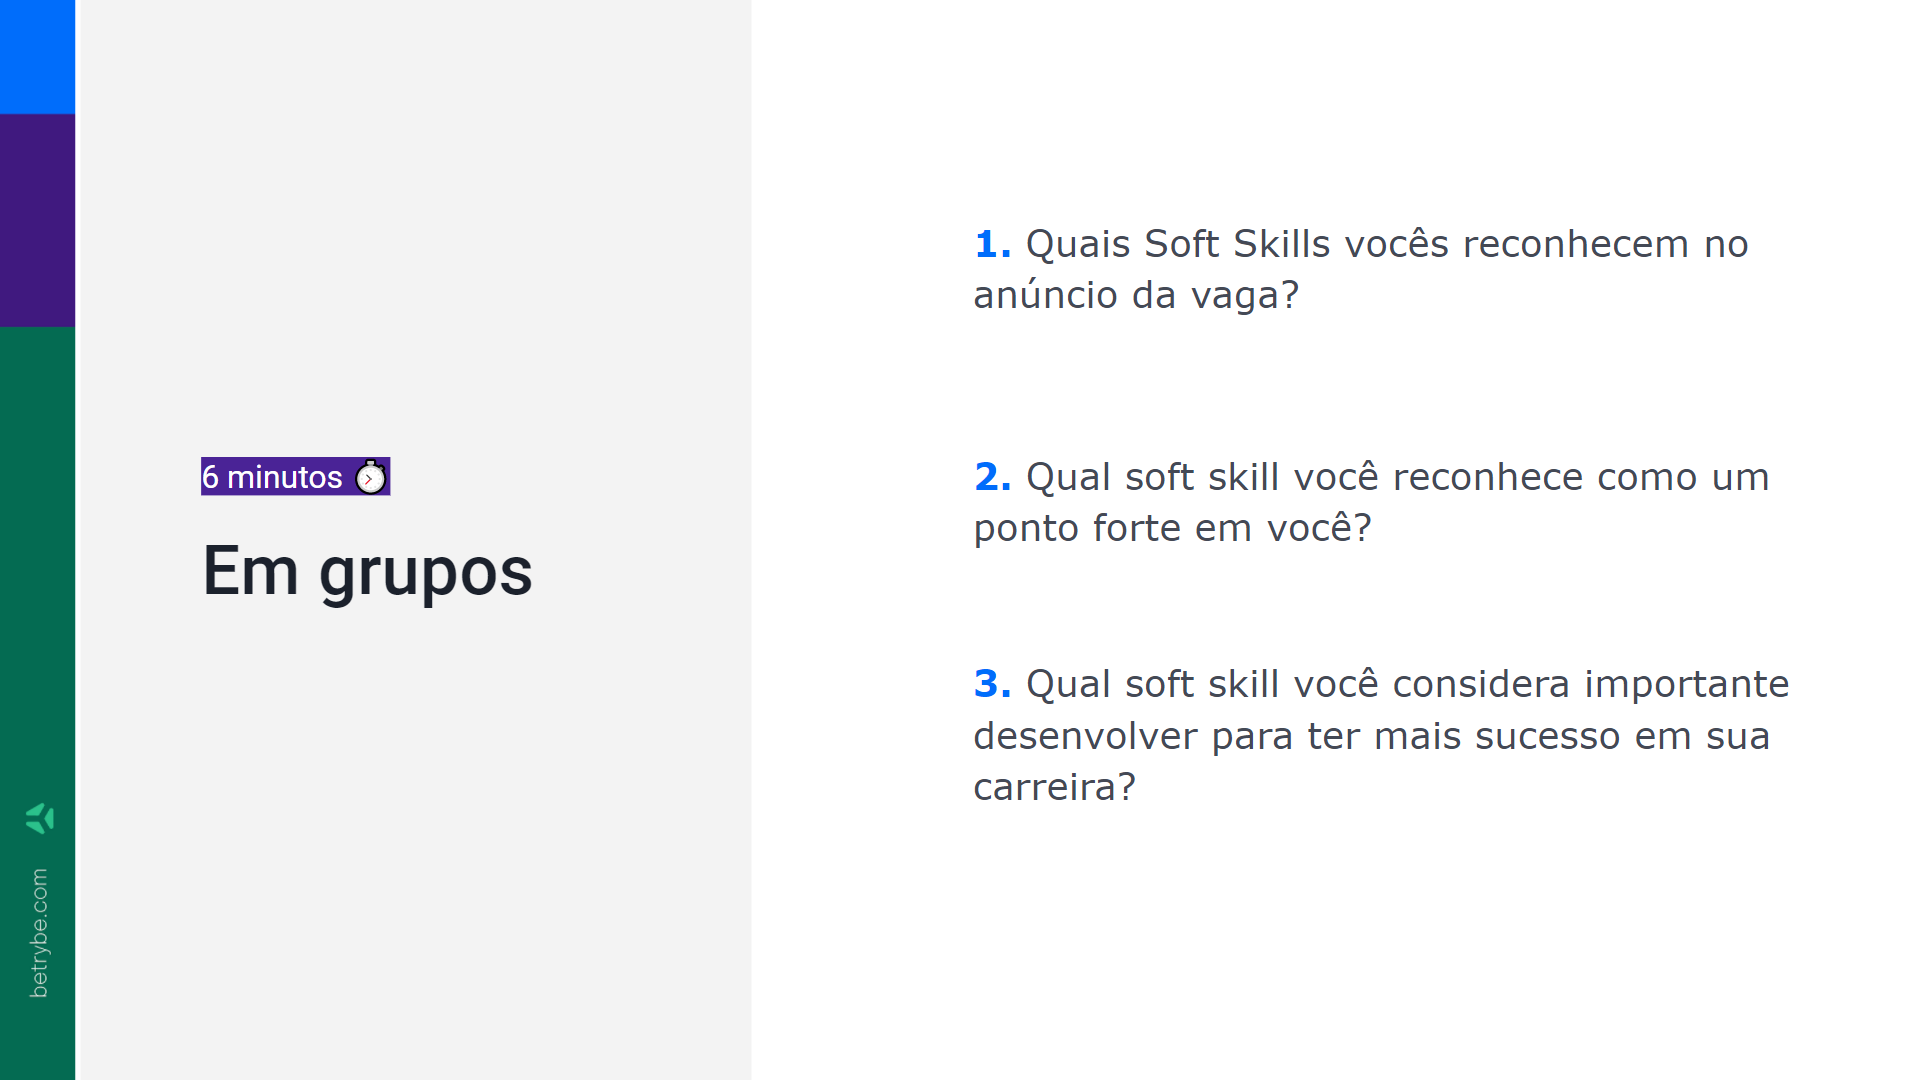 6 minutos ⏱
Em grupos
1. Quais Soft Skills vocês reconhecem no
anúncio da vaga?
2. Qual soft skill você reconhece como um
ponto forte em você?
3. Qual soft skill você considera importante
desenvolver para ter mais sucesso em sua
carreira?
betrybe.com